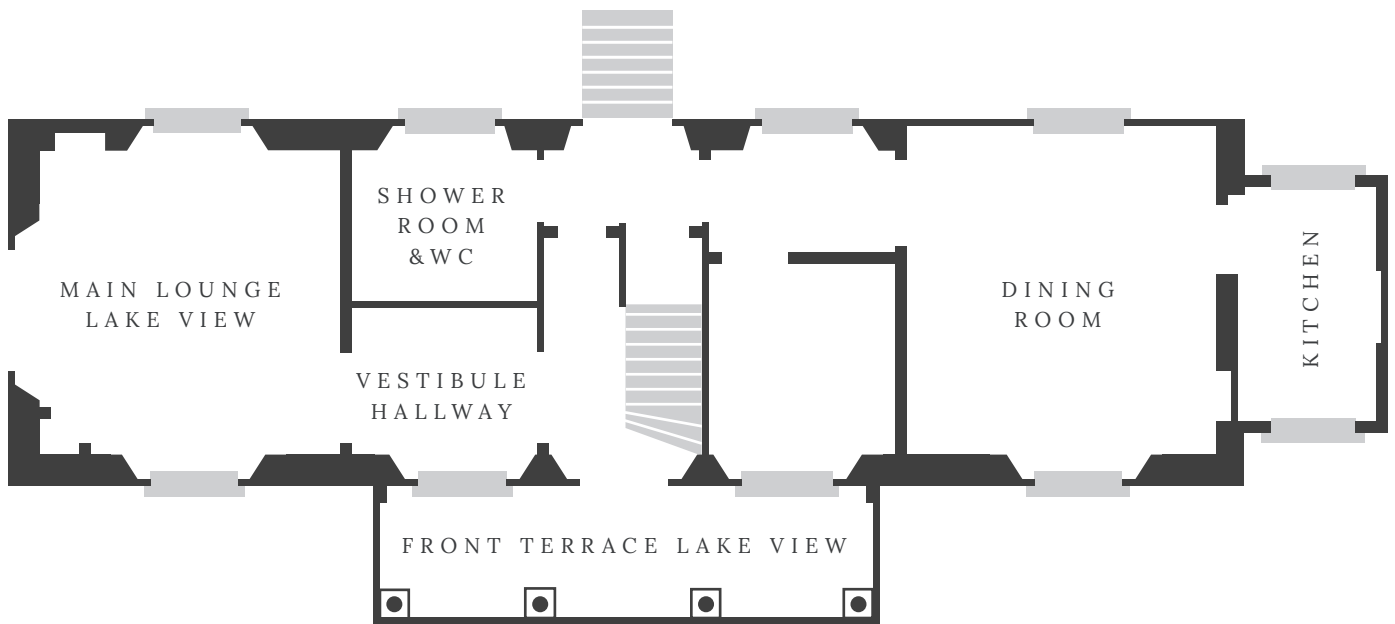 SHOWER
ROOM
&WC
MAIN LOUNGE
LAKE VIEW
VESTIBULE
HALLWAY
DINING
ROOM
KITCHEN
FRONT TERRACE LAKE VIEW